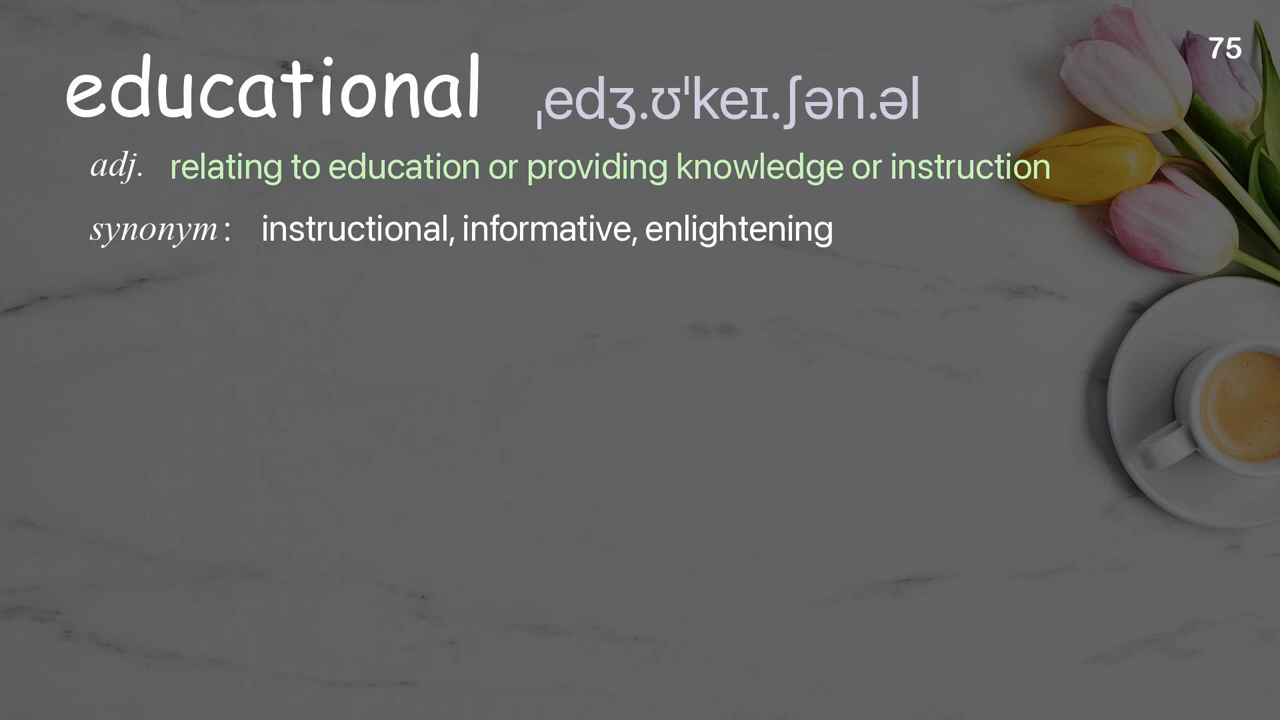 75
educational ˌedʒ.ʊˈkeɪ.ʃən.əl
adj. relating to education or providing knowledge or instruction
synonym: instructional, informative, enlightening